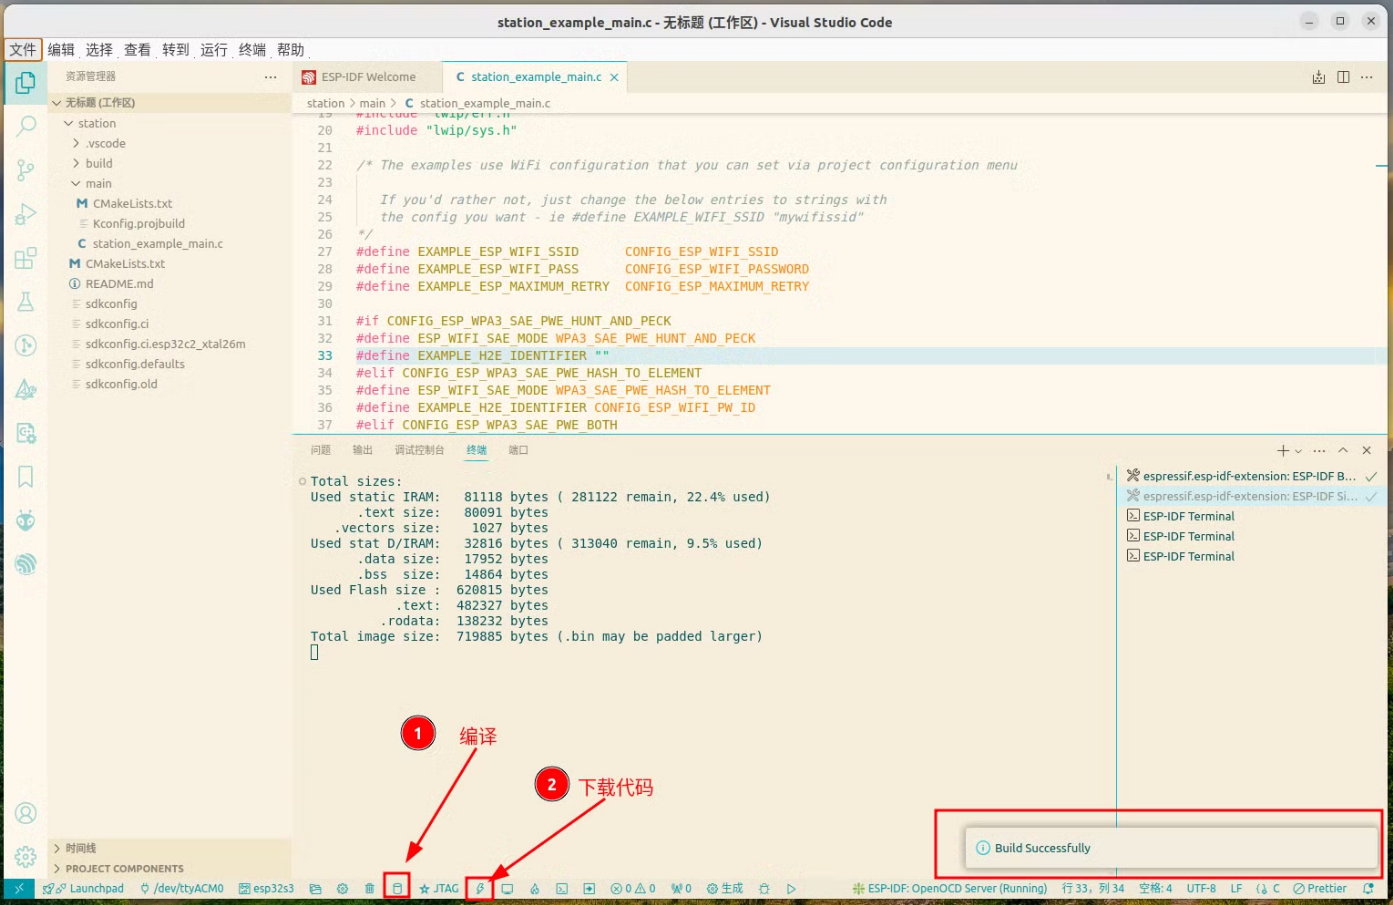 station_example_main.c - 无标题 (工作区) - Visual Studio Code
文件 编辑 选择 查看 转到 运行 终端 帮助
资源管理器
无标题 (工作区)
station
.vscode
build
main
CMakeLists.txt
Kconfig.projbuild
station_example_main.c
CMakeLists.txt
README.md
sdkconfig
sdkconfig.ci
sdkconfig.ci.esp32c2_xtal26m
sdkconfig.defaults
sdkconfig.old
时间线
PROJECT COMPONENTS
ESP-IDF Welcome
C station_example_main.c
station > main > C station_example_main.c
19 #include "lwip/err.h"
20 #include "lwip/sys.h"
21
22 /* The examples use WiFi configuration that you can set via project configuration menu
23
24 If you'd rather not, just change the below entries to strings with
25 the config you want - ie #define EXAMPLE_WIFI_SSID "mywifissid"
26 */
27 #define EXAMPLE_ESP_WIFI_SSID CONFIG_ESP_WIFI_SSID
28 #define EXAMPLE_ESP_WIFI_PASS CONFIG_ESP_WIFI_PASSWORD
29 #define EXAMPLE_ESP_MAXIMUM_RETRY CONFIG_ESP_MAXIMUM_RETRY
30
31 #if CONFIG_ESP_WPA3_SAE_PWE_HUNT_AND_PECK
32 #define ESP_WIFI_SAE_MODE WPA3_SAE_PWE_HUNT_AND_PECK
33 #define EXAMPLE_H2E_IDENTIFIER ""
34 #elif CONFIG_ESP_WPA3_SAE_PWE_HASH_TO_ELEMENT
35 #define ESP_WIFI_SAE_MODE WPA3_SAE_PWE_HASH_TO_ELEMENT
36 #define EXAMPLE_H2E_IDENTIFIER CONFIG_ESP_WIFI_PW_ID
37 #elif CONFIG_ESP_WPA3_SAE_PWE_BOTH
问题 输出 调试控制台 终端 端口
Total sizes:
Used static IRAM: 81118 bytes ( 281122 remain, 22.4% used)
.text size: 80091 bytes
.vectors size: 1027 bytes
Used stat D/IRAM: 32816 bytes ( 313040 remain, 9.5% used)
.data size: 17952 bytes
.bss size: 14864 bytes
Used Flash size : 620815 bytes
.text: 482327 bytes
.rodata: 138232 bytes
Total image size: 719885 bytes (.bin may be padded larger)
espressif.esp-idf-extension: ESP-IDF B...
espressif.esp-idf-extension: ESP-IDF Si...
ESP-IDF Terminal
ESP-IDF Terminal
ESP-IDF Terminal
1 编译
2 下载代码
Build Successfully
Launchpad /dev/ttyACM0 esp32s3 JTAG 0 0 0 生成 ESP-IDF: OpenOCD Server (Running) 行 33，列 34 空格: 4 UTF-8 LF C Prettier